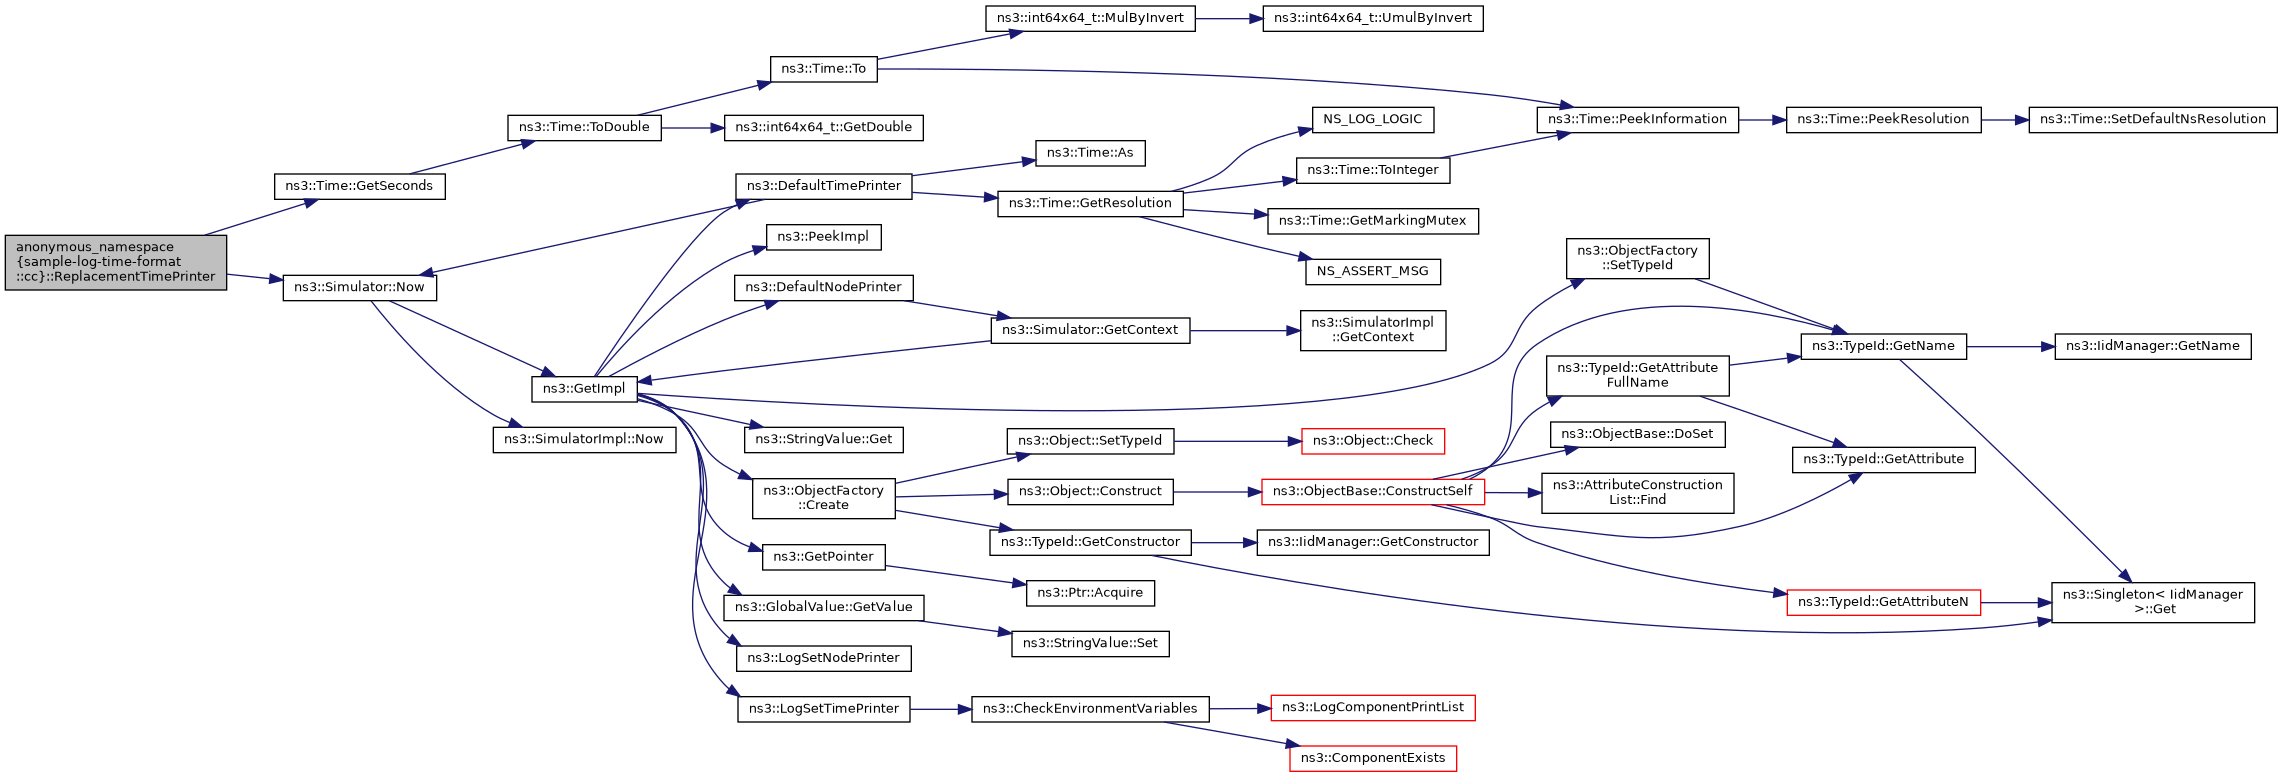 ns3::int64x64_t::MulByInvert
ns3::int64x64_t::UmulByInvert
ns3::Time::To
ns3::Time::PeekInformation
ns3::Time::PeekResolution
ns3::Time::SetDefaultNsResolution
NS_LOG_LOGIC
ns3::Time::ToDouble
ns3::int64x64_t::GetDouble
ns3::Time::As
ns3::Time::ToInteger
ns3::Time::GetSeconds
ns3::DefaultTimePrinter
ns3::Time::GetResolution
ns3::Time::GetMarkingMutex
ns3::PeekImpl
anonymous_namespace
{sample-log-time-format
::cc}::ReplacementTimePrinter
ns3::ObjectFactory
::SetTypeId
NS_ASSERT_MSG
ns3::Simulator::Now
ns3::DefaultNodePrinter
ns3::Simulator::GetContext
ns3::SimulatorImpl
::GetContext
ns3::TypeId::GetName
ns3::IidManager::GetName
ns3::TypeId::GetAttribute
FullName
ns3::GetImpl
ns3::SimulatorImpl::Now
ns3::StringValue::Get
ns3::Object::SetTypeId
ns3::Object::Check
ns3::ObjectBase::DoSet
ns3::TypeId::GetAttribute
ns3::ObjectFactory
::Create
ns3::Object::Construct
ns3::ObjectBase::ConstructSelf
ns3::AttributeConstruction
List::Find
ns3::TypeId::GetConstructor
ns3::IidManager::GetConstructor
ns3::GetPointer
ns3::Ptr::Acquire
ns3::GlobalValue::GetValue
ns3::TypeId::GetAttributeN
ns3::Singleton< IidManager
>::Get
ns3::StringValue::Set
ns3::LogSetNodePrinter
ns3::LogSetTimePrinter
ns3::CheckEnvironmentVariables
ns3::LogComponentPrintList
ns3::ComponentExists